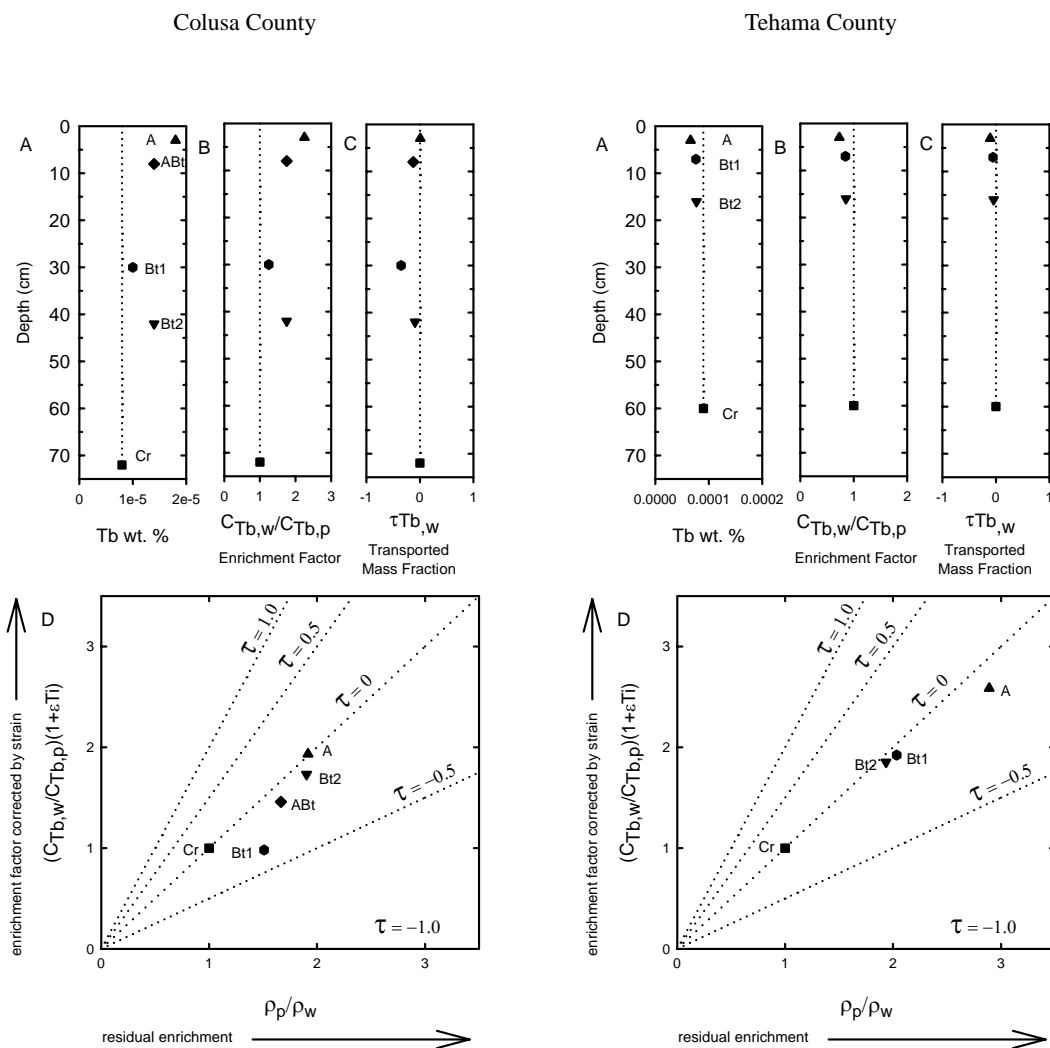 Colusa County
Tehama County
A
B
C
0
10
20
30
40
50
60
70
Depth (cm)
A
ABt
Bt1
Bt2
Cr
0
1e-5
2e-5
0
1
2
3
-1
0
1
Tb wt. %
CTb,w/CTb,p
Enrichment Factor
τTb,w
Transported
Mass Fraction
A
B
C
0
10
20
30
40
50
60
70
Depth (cm)
A
Bt1
Bt2
Cr
0.0000
0.0001
0.0002
0
1
2
-1
0
1
Tb wt. %
CTb,w/CTb,p
Enrichment Factor
τTb,w
Transported
Mass Fraction
D
enrichment factor corrected by strain
(CTb,w/CTb,p)(1+εTi)
3
2
1
0
τ = 1.0
τ = 0.5
τ = 0
τ = −0.5
τ = −1.0
A
Bt2
ABt
Cr
Bt1
0
1
2
3
ρp/ρw
residual enrichment
D
enrichment factor corrected by strain
(CTb,w/CTb,p)(1+εTi)
3
2
1
0
τ = 1.0
τ = 0.5
τ = 0
τ = −0.5
τ = −1.0
A
Bt2
Bt1
Cr
0
1
2
3
ρp/ρw
residual enrichment